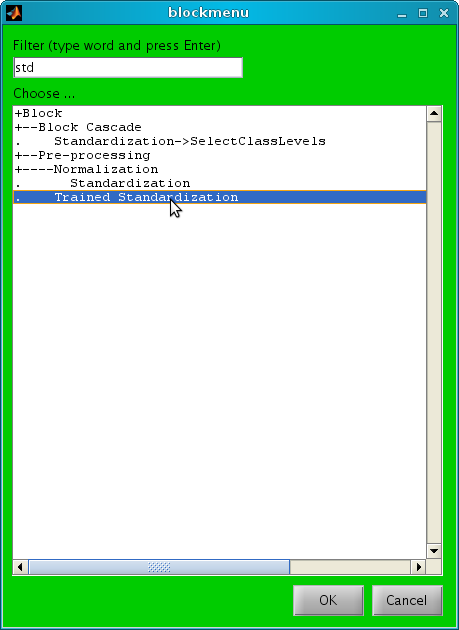 blockmenu
Filter (type word and press Enter)
std
Choose ...
+Block
+--Block Cascade
.    Standardization->SelectClassLevels
+--Pre-processing
+----Normalization
.      Standardization
.    Trained Standardization
OK
Cancel